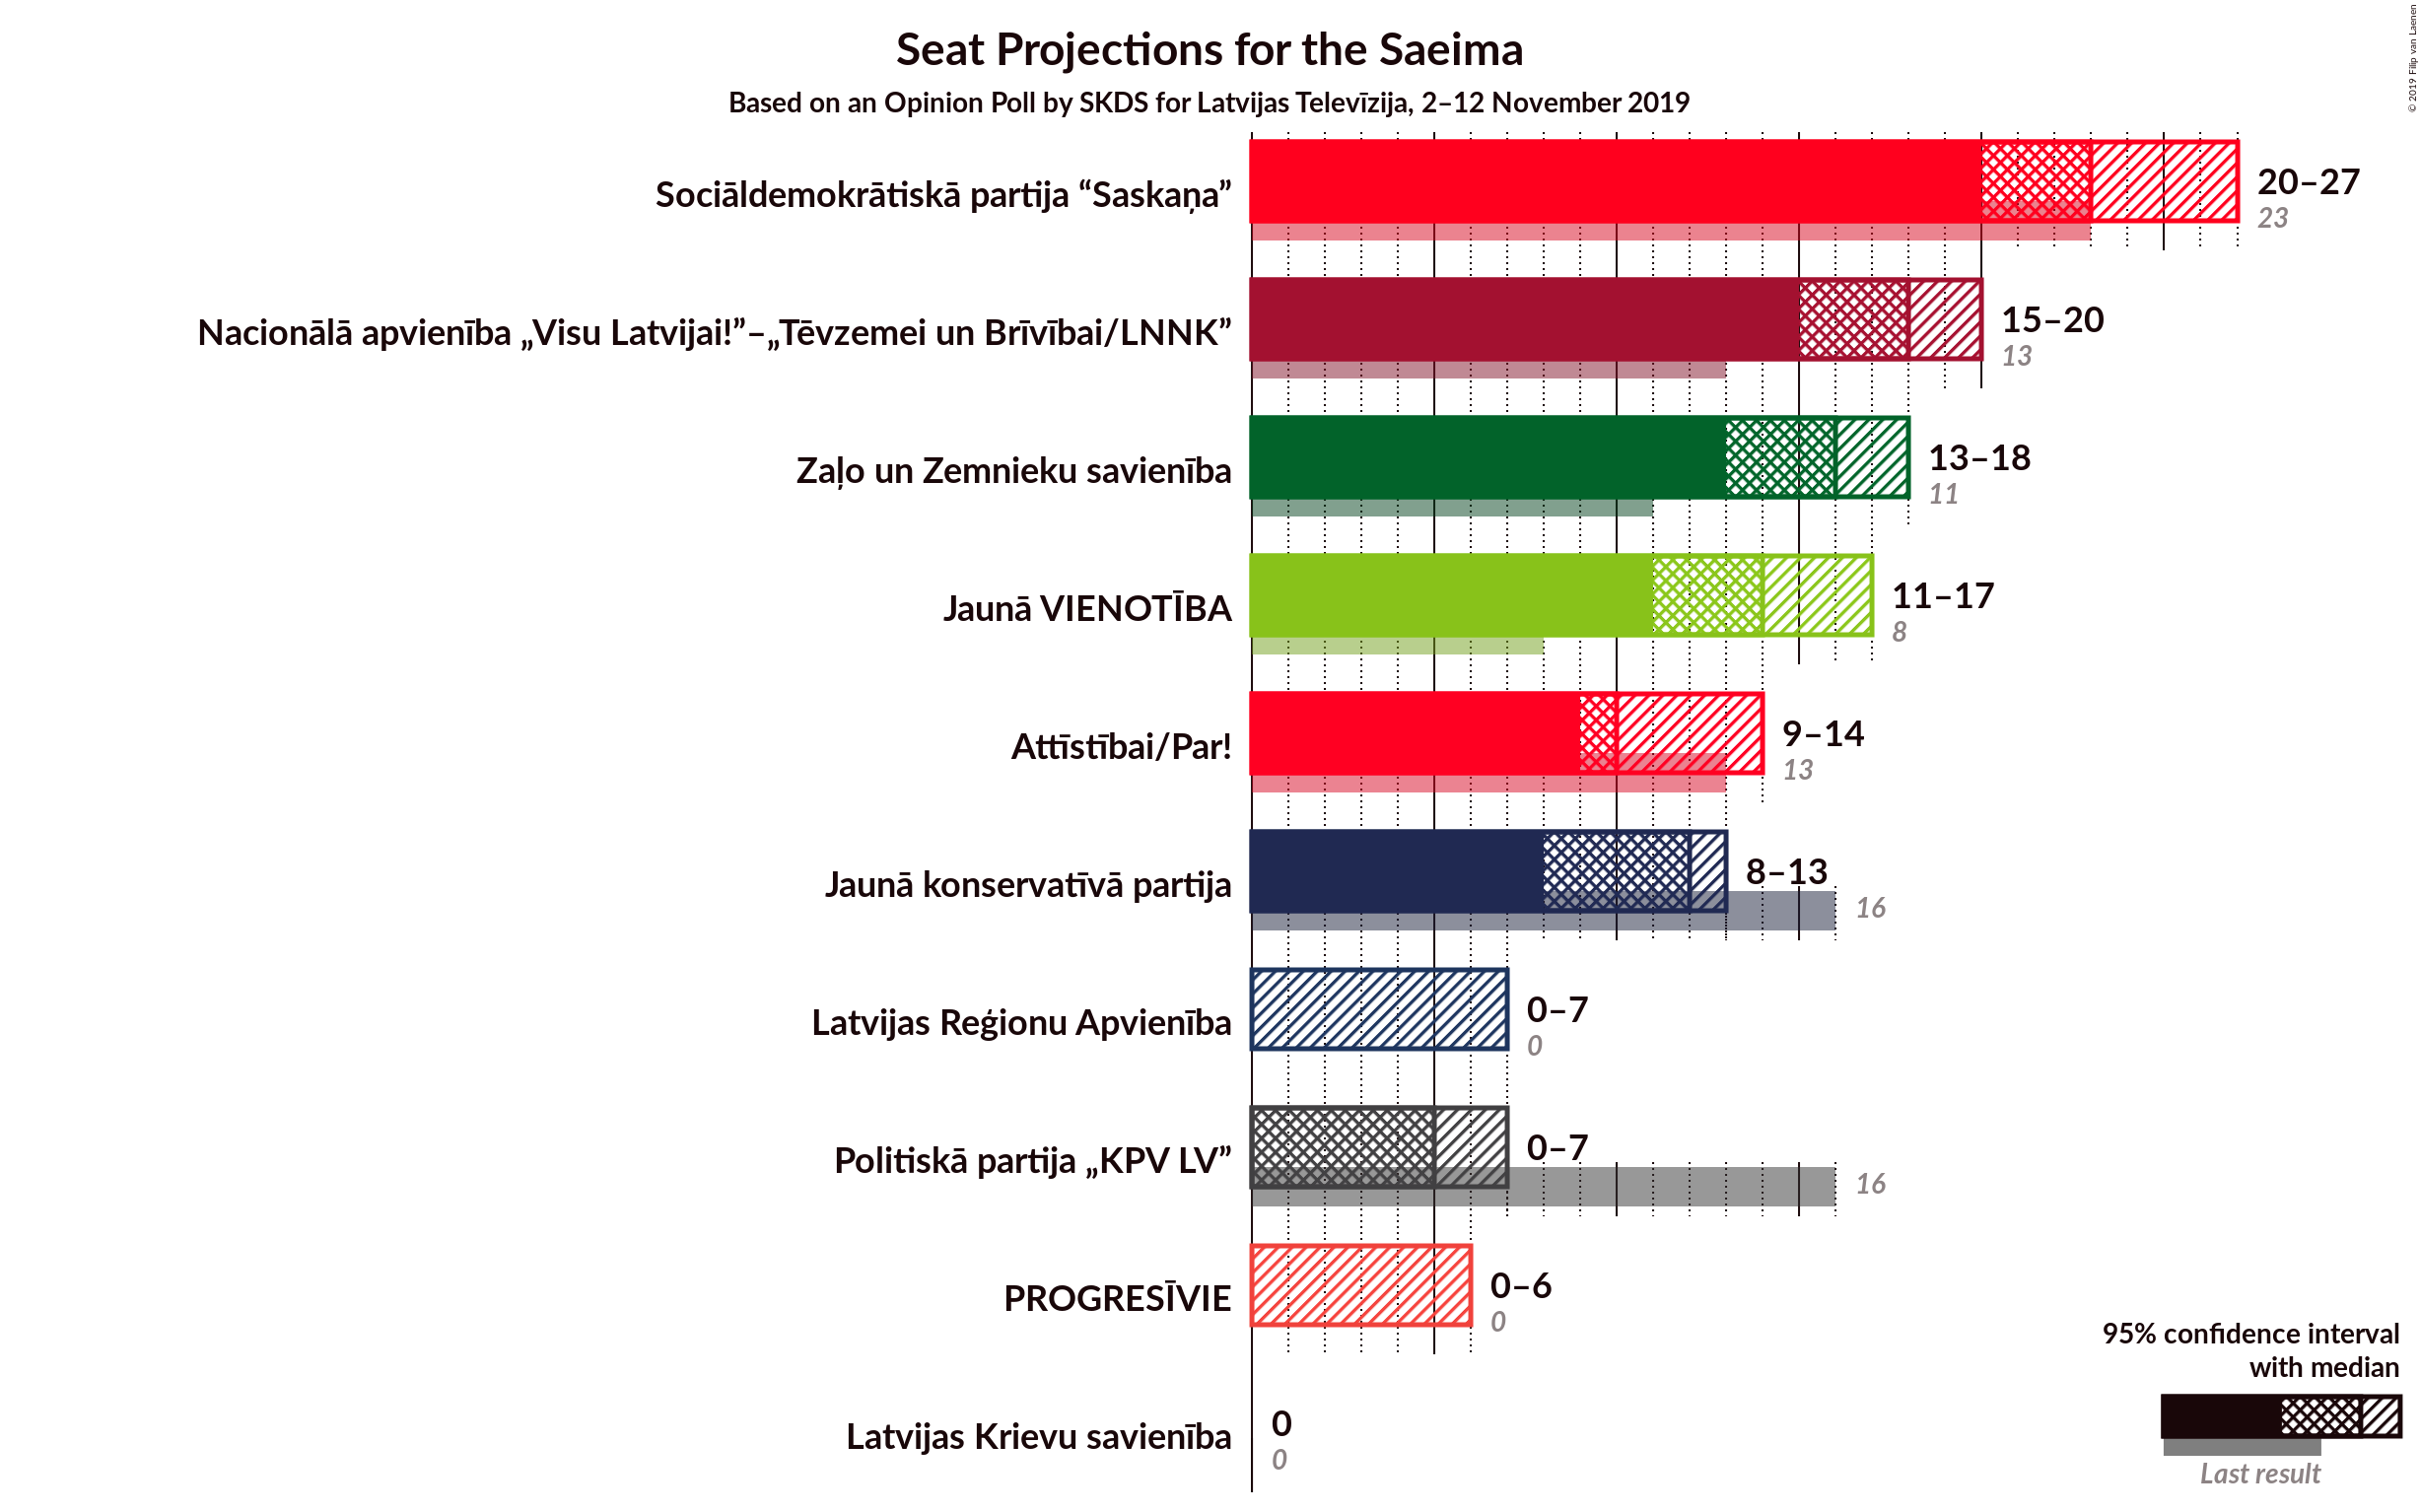 Seat Projections for the Saeima
Based on an Opinion Poll by SKDS for Latvijas Televīzija, 2–12 November 2019
© 2019 Filip van Laenen
Sociāldemokrātiskā partija “Saskaņa”
20–27
23
Nacionālā apvienība „Visu Latvijai!”–„Tēvzemei un Brīvībai/LNNK”
15–20
13
Zaļo un Zemnieku savienība
13–18
11
Jaunā VIENOTĪBA
11–17
8
Attīstībai/Par!
9–14
13
Jaunā konservatīvā partija
8–13
16
Latvijas Reģionu Apvienība
0–7
0
Politiskā partija „KPV LV”
0–7
16
PROGRESĪVIE
0–6
0
Latvijas Krievu savienība
0
0
95% confidence interval
with median
Last result